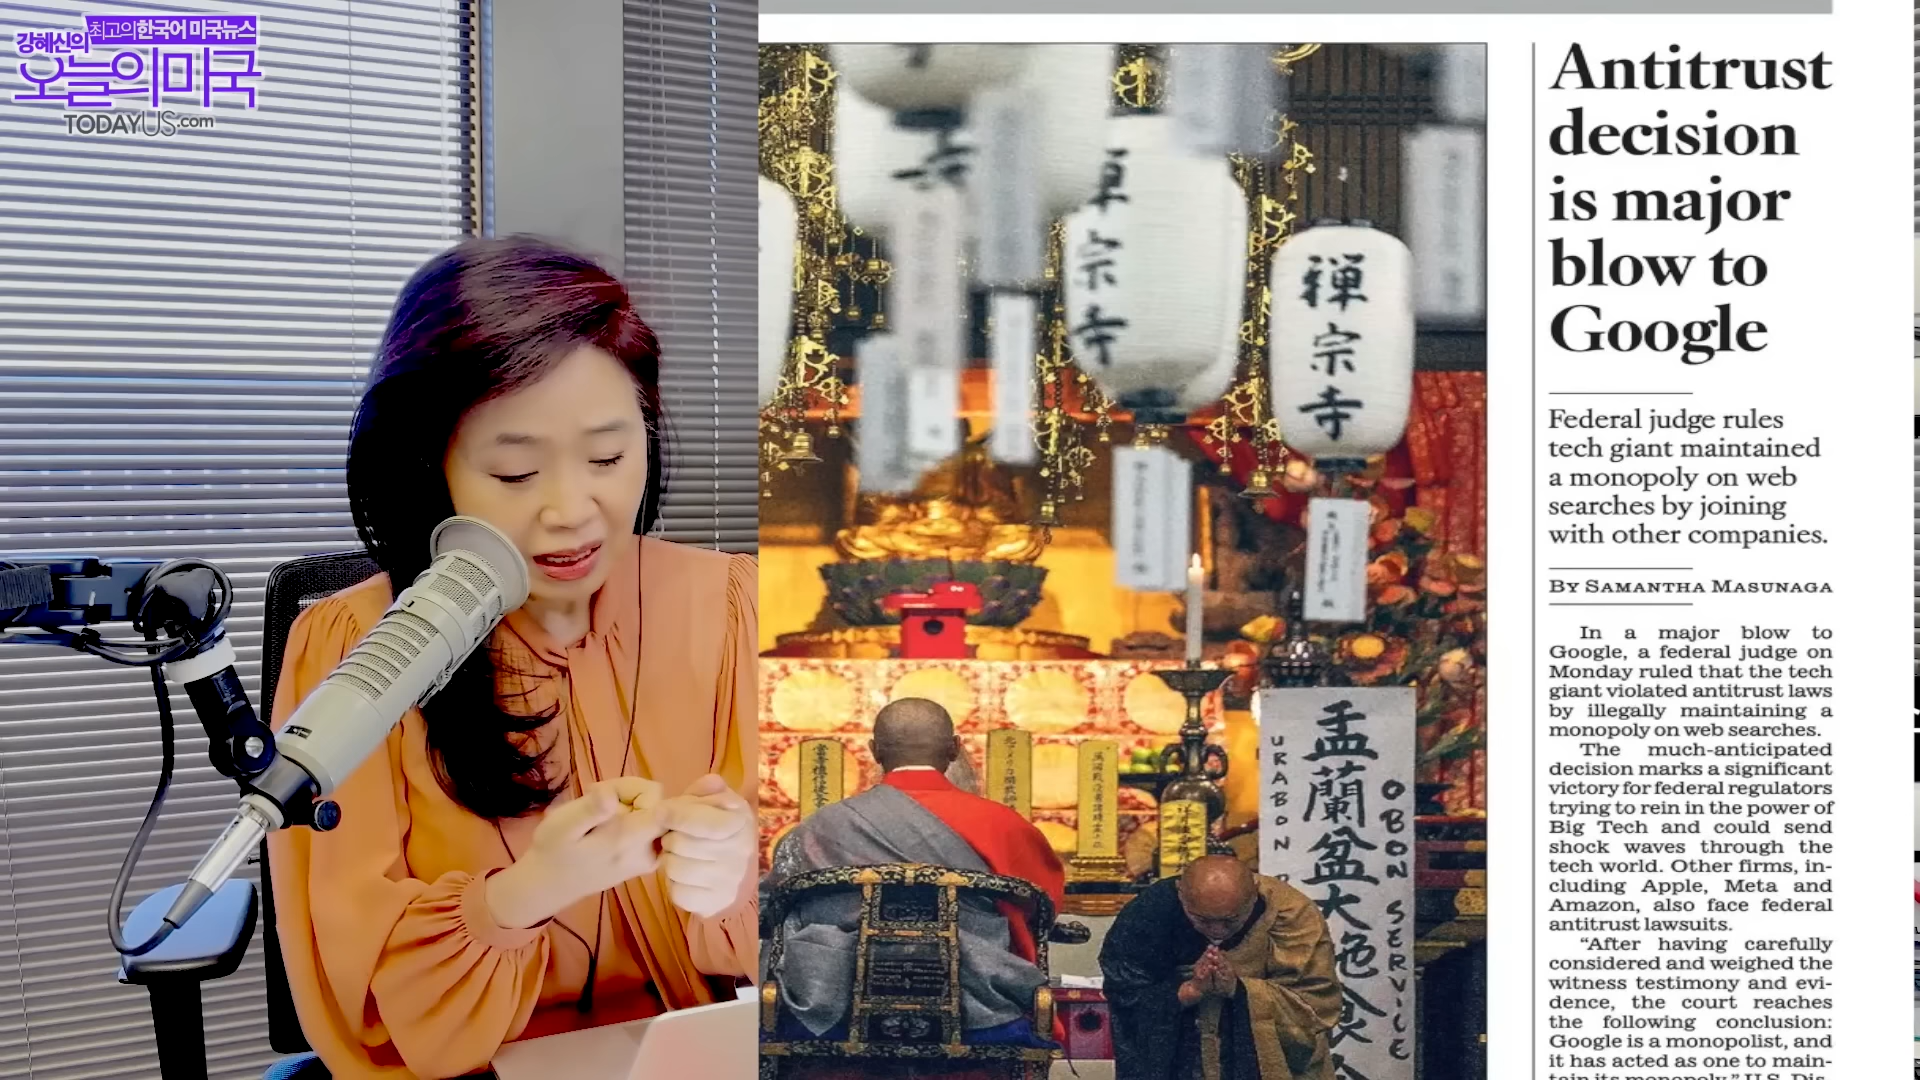 최고의한국어 미국뉴스
강혜신의
오늘의미국
TODAYUS.com
卓
宗
寺
禅
宗
寺
盂蘭盆大
URABON
OBON SERVICE
Antitrust
decision
is major
blow to
Google
Federal judge rules
tech giant maintained
a monopoly on web
searches by joining
with other companies.
BY SAMANTHA MASUNAGA
In a major blow to
Google, a federal judge on
Monday ruled that the tech
giant violated antitrust laws
by illegally maintaining a
monopoly on web searches.
The much-anticipated
decision marks a significant
victory for federal regulators
trying to rein in the power of
Big Tech and could send
shock waves through the
tech world. Other firms, in-
cluding Apple, Meta and
Amazon, also face federal
antitrust lawsuits.
“After having carefully
considered and weighed the
witness testimony and evi-
dence, the court reaches
the following conclusion:
Google is a monopolist, and
it has acted as one to main-
tain its monopoly,” U.S. Dis-